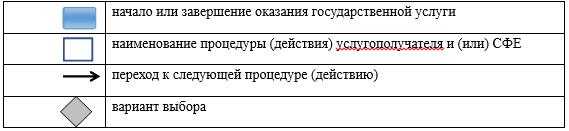 начало или завершение оказания государственной услуги
наименование процедуры (действия) услугополучателя и (или) СФЕ
переход к следующей процедуре (действию)
вариант выбора